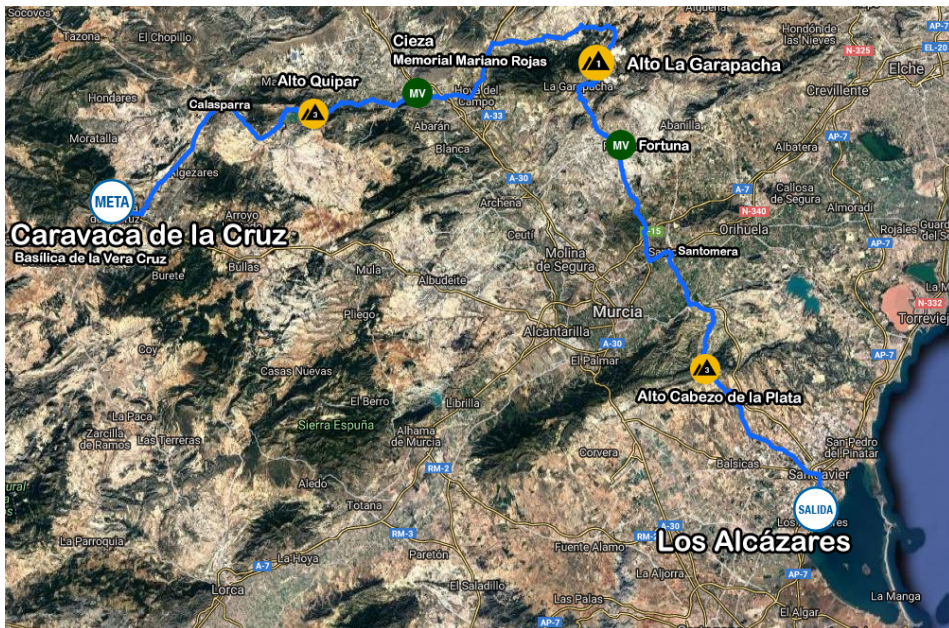 Socovos
Tazona
El Chopillo
Hondares
Moratalla
Calasparra
Alto Quipar
3
Cieza
Memorial Mariano Rojas
MV
Hoya del
Campo
A-33
Abarán
Blanca
A-30
Archena
Ceutí
Molina
de Segura
1
Alto La Garapacha
La Garapacha
MV
Fortuna
Abanilla
Hondón de
las Nieves
N-325
AP-7
EL-20
Elche
Crevillente
AP-7
Albatera
A-7
Callosa
de Segura
N-340
Orihuela
Almoradí
Rojales
Santomera
META
Caravaca de la Cruz
Basílica de la Vera Cruz
Algezares
Arroyo
Burete
Bullas
Mula
Albudeite
Pliego
Murcia
Alcantarilla
A-30
El Palmar
N-332
AP-7
3
Alto Cabezo de la Plata
Coy
Casas Nuevas
El Berro
Librilla
Sierra Espuña
La Paca
Zarcilla
de Ramos
Las Terreras
Alhama
de Murcia
RM-2
Corvera
Balsicas
San Pedro
del Pinatar
SALIDA
Los Alcázares
Aledo
Totana
RM-3
Paretón
La Parroquia
La Hoya
A-7
Lorca
El Saladillo
Fuente Álamo
A-30
La Aljorra
Las Palas
AP-7
El Algar
AP-7
La Manga